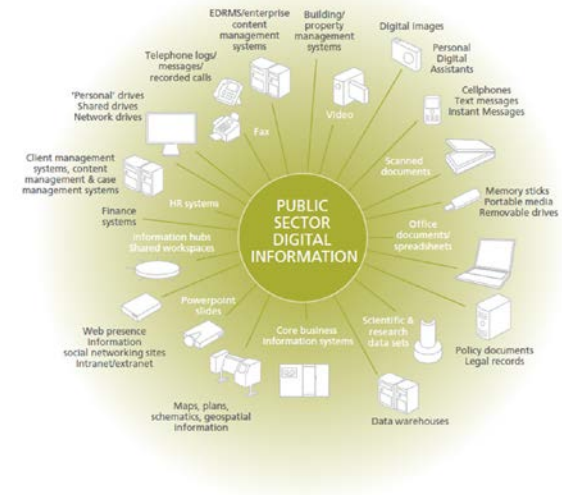 EDRMS/enterprise
content
management
systems
Building/
property
management
systems
Digital images
Personal
Digital
Assistants
Telephone logs/
messages/
recorded calls
Video
Cellphones
Text messages
Instant Messages
'Personal' drives
Shared drives
Network drives
Fax
Scanned
documents
Client management
systems, content
management & case
management systems
HR systems
Memory sticks
Portable media
Removable drives
PUBLIC
SECTOR
DIGITAL
INFORMATION
Finance
systems
Information hubs
Shared workspaces
Office
documents/
spreadsheets
Powerpoint
slides
Core business
information systems
Scientific &
research
data sets
Web presence
Information
social networking sites
Intranet/extranet
Policy documents
Legal records
Maps, plans,
schematics, geospatial
information
Data warehouses